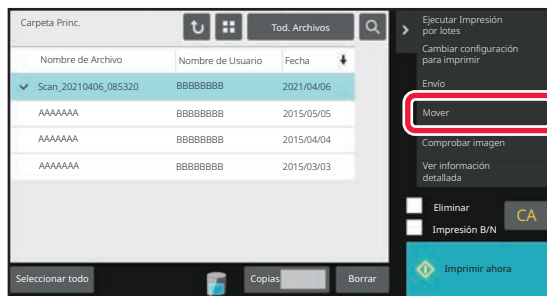 Carpeta Princ.
Tod. Archivos
Nombre de Archivo Nombre de Usuario Fecha
Scan_20210406_085320 BBBBBBBB 2021/04/06
AAAAAAA BBBBBBBB 2015/05/05
AAAAAAA BBBBBBBB 2015/04/04
AAAAAAA BBBBBBBB 2015/03/03
Seleccionar todo Copias Borrar
Ejecutar Impresión
por lotes
Cambiar configuración
para imprimir
Envío
Mover
Comprobar imagen
Ver información
detallada
Eliminar
Impresión B/N
CA
Imprimir ahora